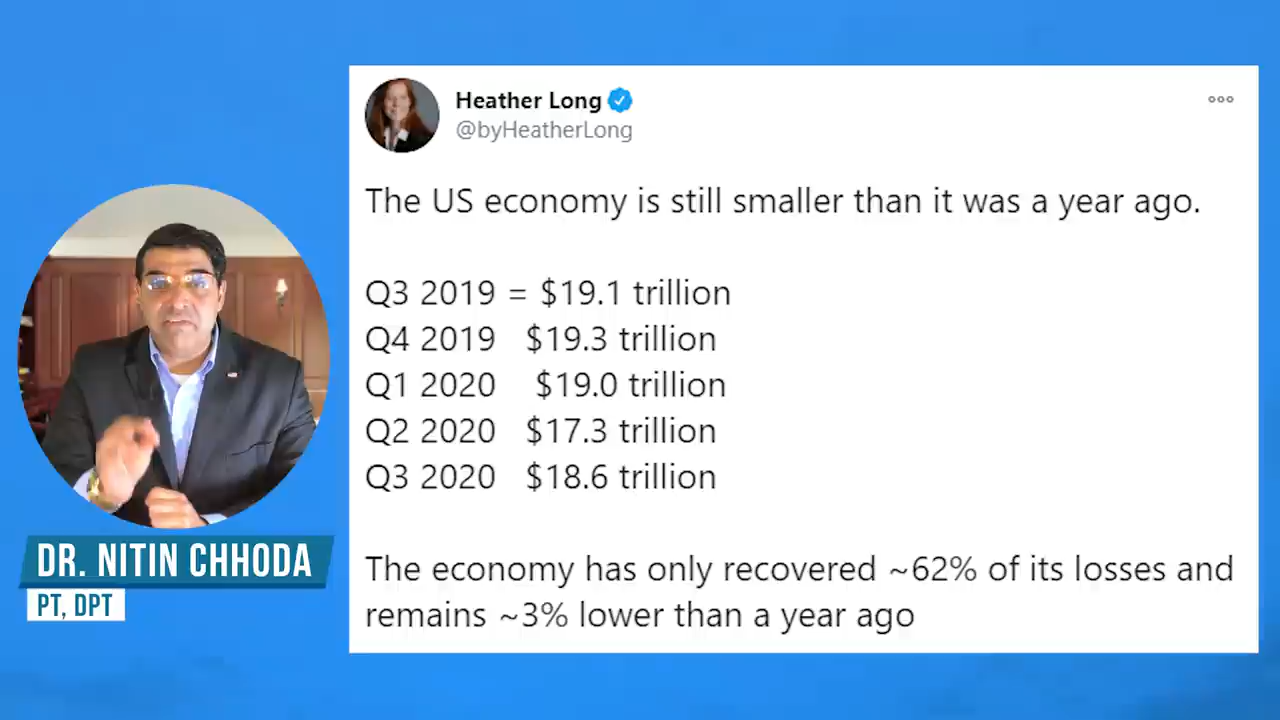 Heather Long
@byHeatherLong
The US economy is still smaller than it was a year ago.
Q3 2019 = $19.1 trillion
Q4 2019 $19.3 trillion
Q1 2020 $19.0 trillion
Q2 2020 $17.3 trillion
Q3 2020 $18.6 trillion
The economy has only recovered ~62% of its losses and
remains ~3% lower than a year ago
DR. NITIN CHHODA
PT, DPT